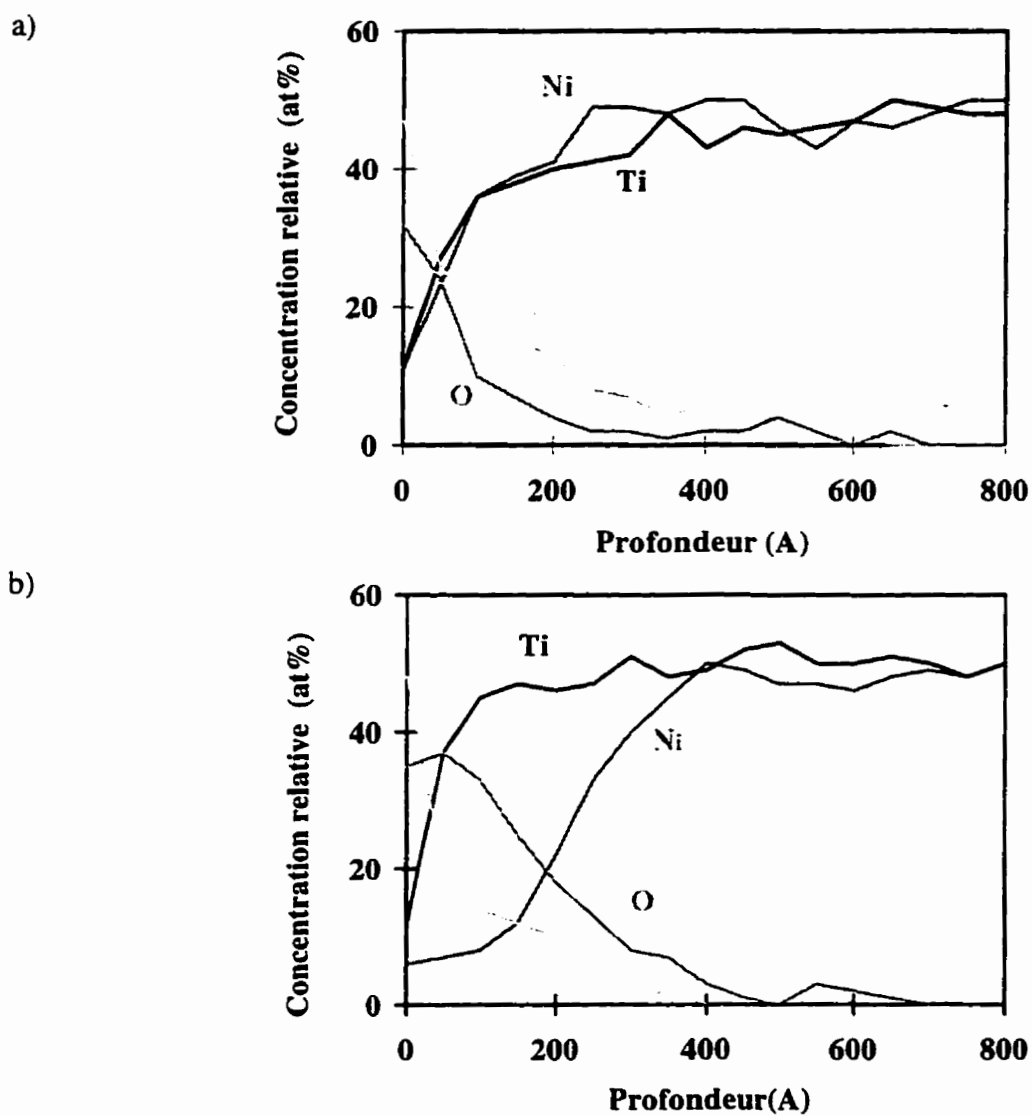 a)
Concentration relative (at%)
60
40
20
0
Ni
Ti
O
0 200 400 600 800
Profondeur (A)
b)
Concentration relative (at%)
60
40
20
0
Ti
Ni
O
0 200 400 600 800
Profondeur(A)